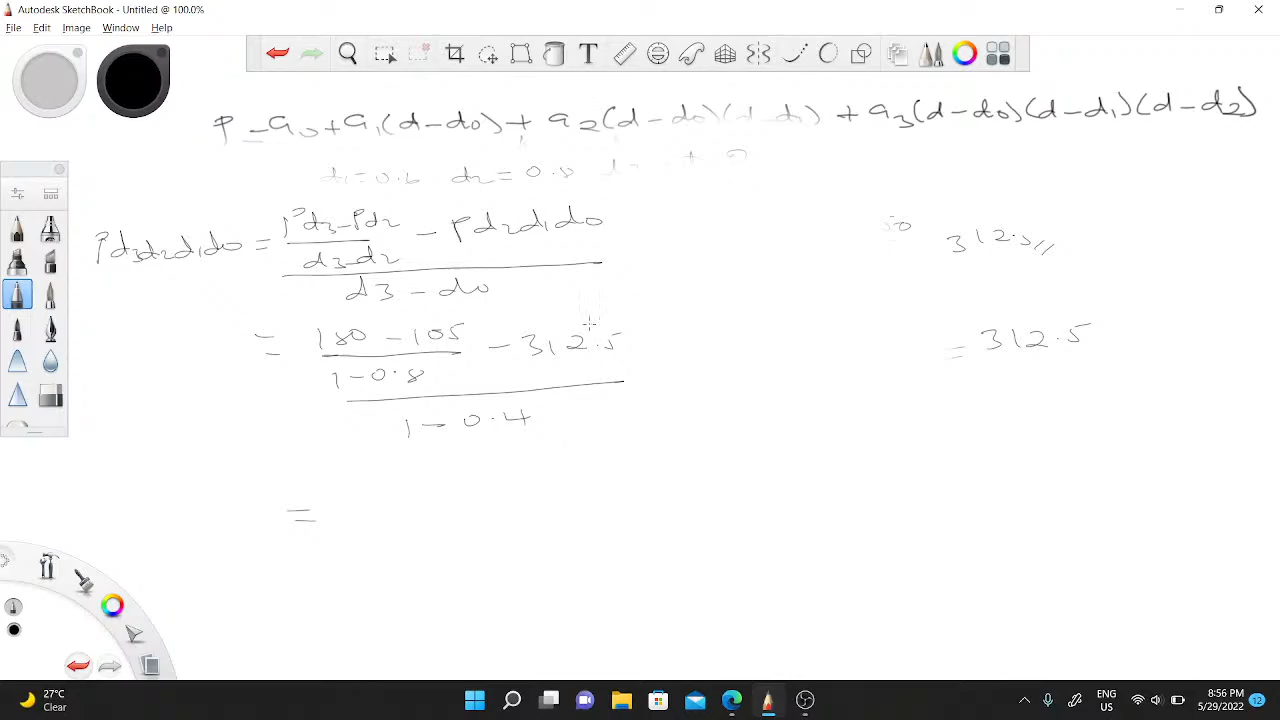 Autodesk SketchBook - Untitled @ 100.0%
File Edit Image Window Help
P = a0 + a1(d-d0) + a2(d-d0)(d-d1) + a3(d-d0)(d-d1)(d-d2)
d1=0.6 d2=0.8
Pd3d2d1d0 = Pd3-Pd2 - Pd2d1d0
d3-d2
d3-d0
312.5//
= 180-105 - 312.5
1-0.8
1-0.4
= 312.5
=
27°C
Clear
ENG
US
8:56 PM
5/29/2022
12